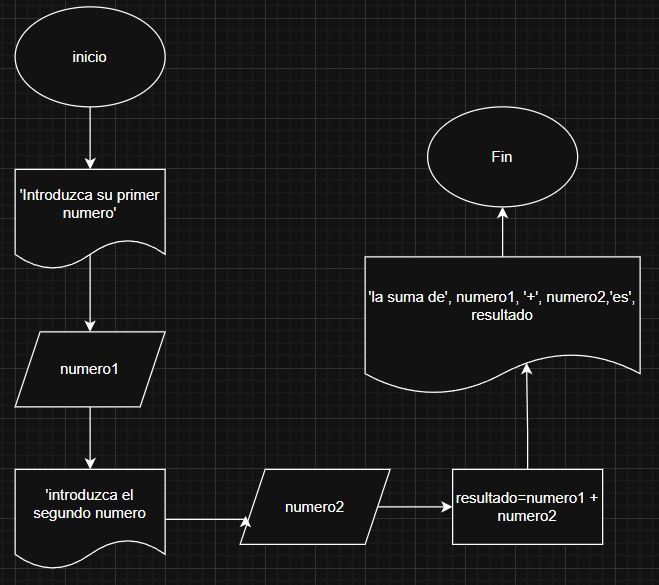 inicio
'Introduzca su primer
numero'
numero1
'introduzca el
segundo numero
numero2
resultado=numero1 +
numero2
'la suma de', numero1, '+', numero2,'es',
resultado
Fin